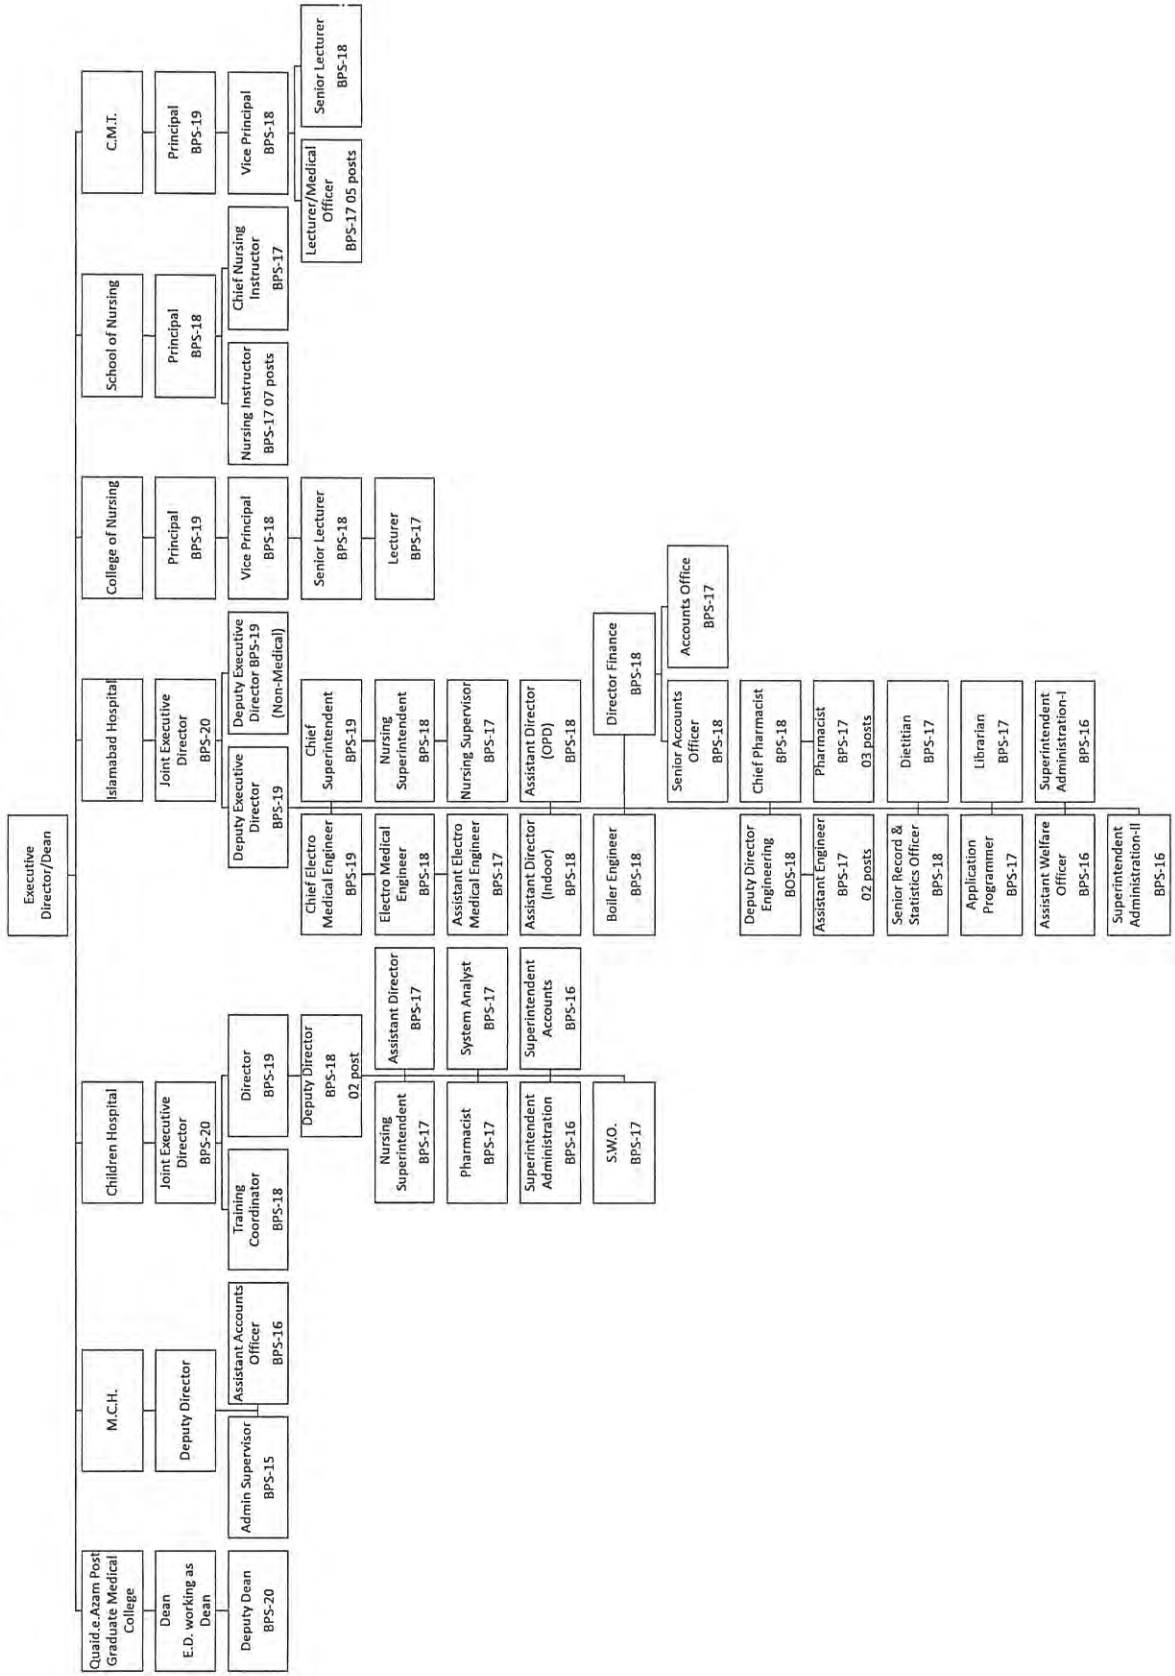 Executive
Director/Dean
Quaid.e.Azam Post
Graduate Medical
College
Dean
E.D. working as
Dean
Deputy Dean
BPS-20
M.C.H.
Deputy Director
Admin Supervisor
BPS-15
Assistant Accounts
Officer
BPS-16
Children Hospital
Joint Executive
Director
BPS-20
Training
Coordinator
BPS-18
Director
BPS-19
Deputy Director
BPS-18
02 post
Nursing
Superintendent
BPS-17
Assistant Director
BPS-17
Pharmacist
BPS-17
System Analyst
BPS-17
Superintendent
Administration
BPS-16
Superintendent
Accounts
BPS-16
S.W.O.
BPS-17
Islamabad Hospital
Joint Executive
Director
BPS-20
Deputy Executive
Director
BPS-19
Deputy Executive
Director BPS-19
(Non-Medical)
Chief Electro
Medical Engineer
BPS-19
Chief
Superintendent
BPS-19
Electro Medical
Engineer
BPS-18
Nursing
Superintendent
BPS-18
Assistant Electro
Medical Engineer
BPS-17
Nursing Supervisor
BPS-17
Assistant Director
(Indoor)
BPS-18
Assistant Director
(OPD)
BPS-18
Boiler Engineer
BPS-18
Director Finance
BPS-18
Senior Accounts
Officer
BPS-18
Accounts Office
BPS-17
Deputy Director
Engineering
BOS-18
Chief Pharmacist
BPS-18
Assistant Engineer
BPS-17
02 posts
Pharmacist
BPS-17
03 posts
Senior Record &
Statistics Officer
BPS-18
Dietitian
BPS-17
Application
Programmer
BPS-17
Librarian
BPS-17
Assistant Welfare
Officer
BPS-16
Superintendent
Administration-I
BPS-16
Superintendent
Administration-II
BPS-16
College of Nursing
Principal
BPS-19
Vice Principal
BPS-18
Senior Lecturer
BPS-18
Lecturer
BPS-17
School of Nursing
Principal
BPS-18
Nursing Instructor
BPS-17 07 posts
Chief Nursing
Instructor
BPS-17
C.M.T.
Principal
BPS-19
Vice Principal
BPS-18
Lecturer/Medical
Officer
BPS-17 05 posts
Senior Lecturer
BPS-18